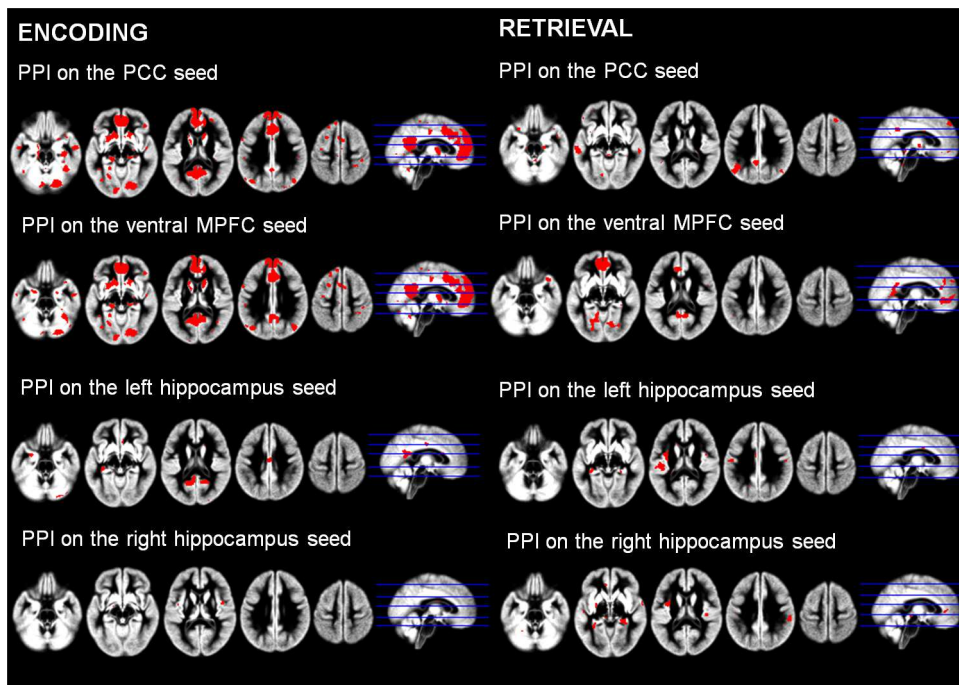 ENCODING
PPI on the PCC seed
PPI on the ventral MPFC seed
PPI on the left hippocampus seed
PPI on the right hippocampus seed
RETRIEVAL
PPI on the PCC seed
PPI on the ventral MPFC seed
PPI on the left hippocampus seed
PPI on the right hippocampus seed